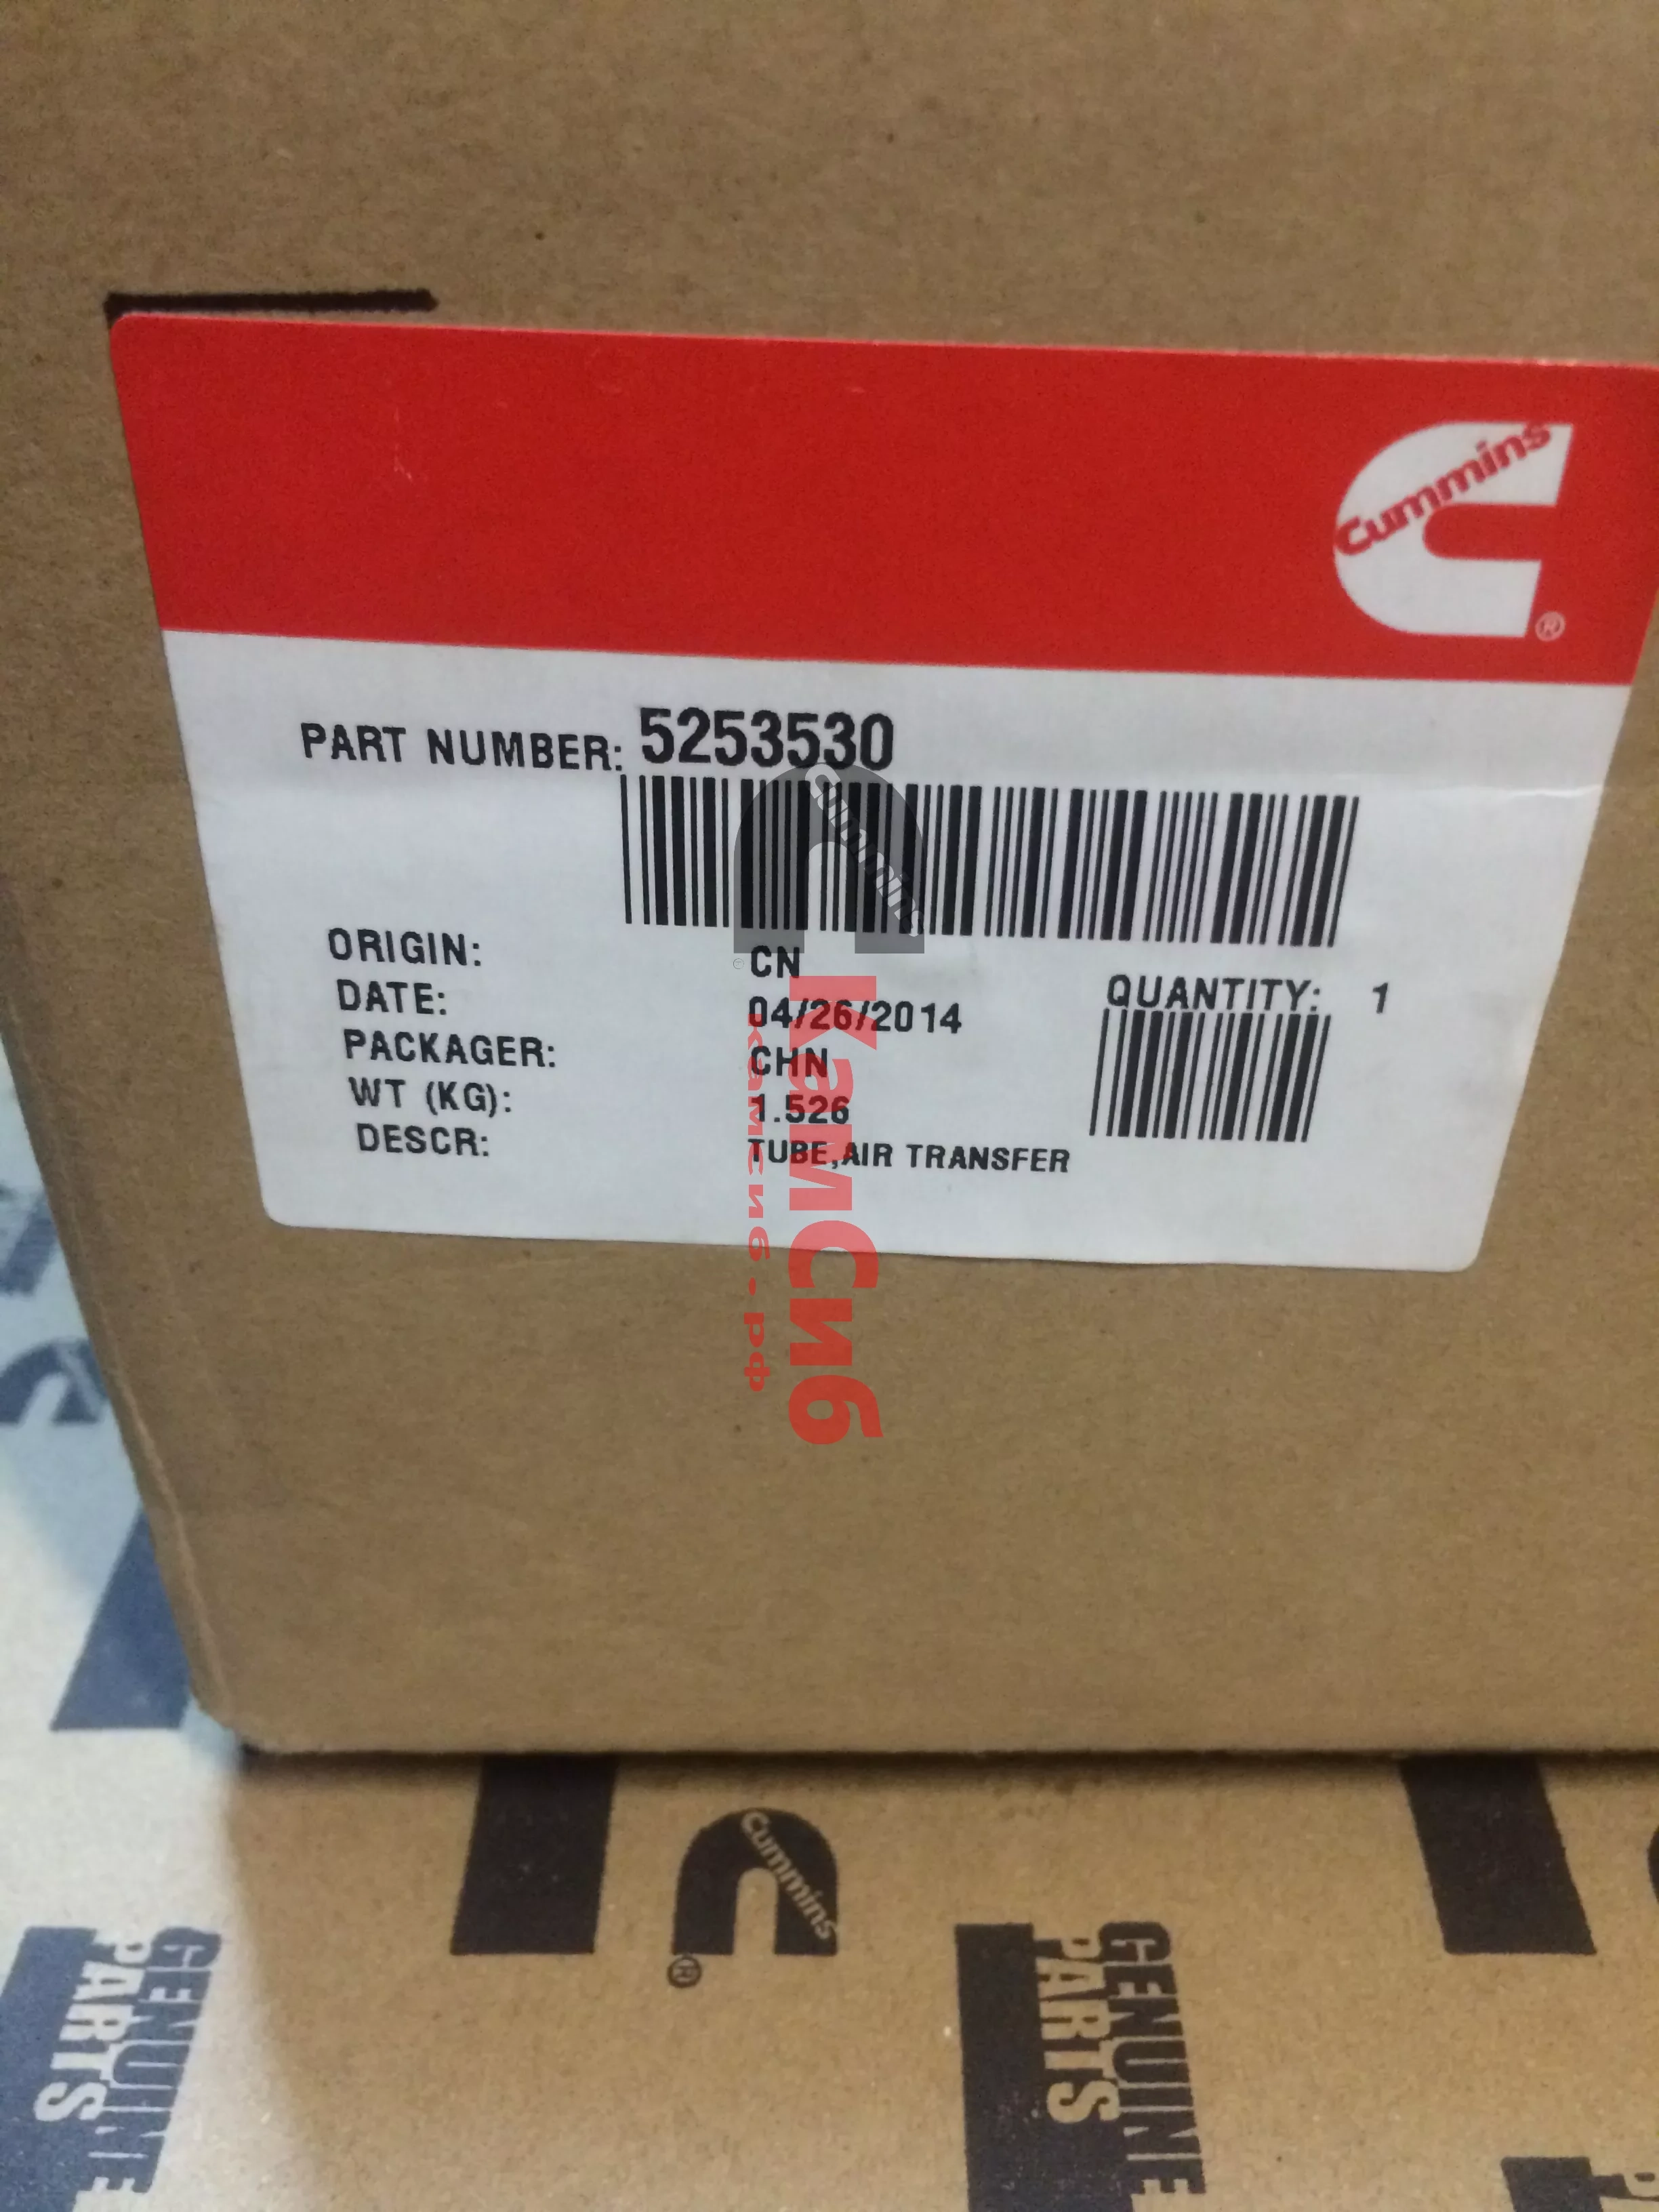 Cummins
®
PART NUMBER: 5253530
ORIGIN: CN
DATE: 04/26/2014
QUANTITY: 1
PACKAGER: CHN
WT (KG): 1.526
DESCR: TUBE,AIR TRANSFER
Cummins
КамСиб
камсиб.рф
Cummins
®
GENUINE
PARTS
GENUINE
PARTS